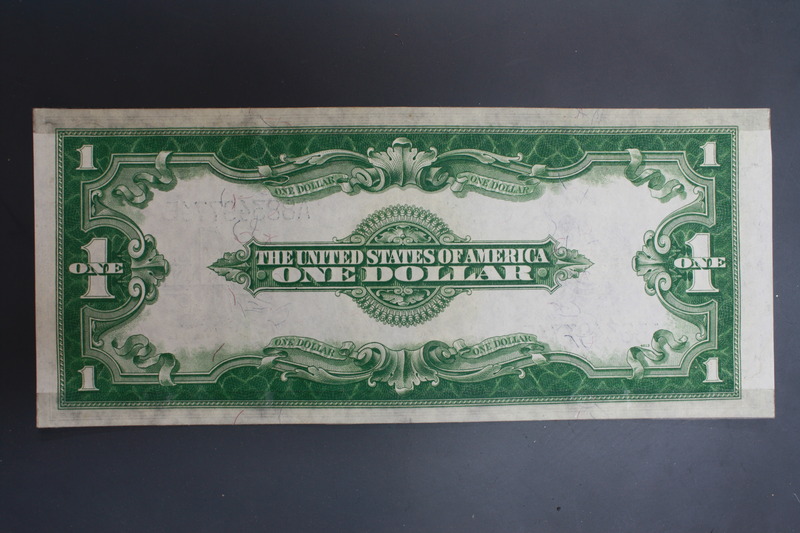 1 1
ONE DOLLAR ONE DOLLAR
THE UNITED STATES OF AMERICA
ONE 1 ONE DOLLAR ONE 1
ONE DOLLAR ONE DOLLAR
1 1